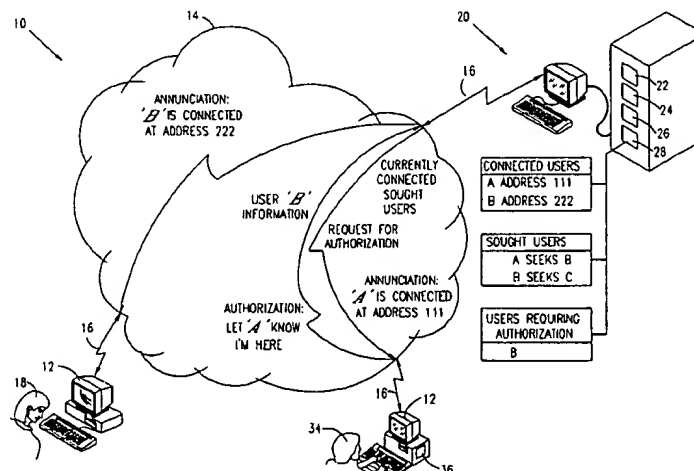 10
14
20
16
22
24
26
28
ANNUNCIATION:
'B' IS CONNECTED
AT ADDRESS 222
CURRENTLY
CONNECTED
SOUGHT
USERS
USER 'B'
INFORMATION
REQUEST FOR
AUTHORIZATION
ANNUNCIATION:
'A' IS CONNECTED
AT ADDRESS 111
AUTHORIZATION:
LET 'A' KNOW
I'M HERE
CONNECTED USERS
A ADDRESS 111
B ADDRESS 222
SOUGHT USERS
A SEEKS B
B SEEKS C
USERS REQUIRING
AUTHORIZATION
B
16
12
18
16
12
34
36